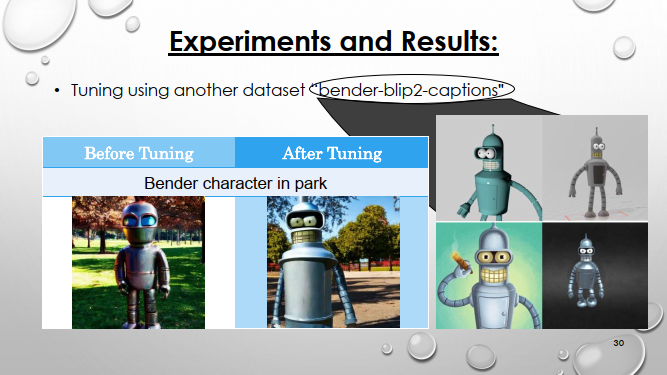 Experiments and Results:
• Tuning using another dataset "bender-blip2-captions"
Before Tuning After Tuning
Bender character in park
30